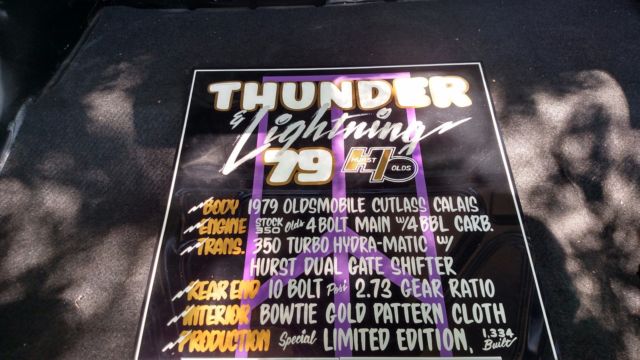 THUNDER
& Lightning
79 HURST H/O OLDS
BODY 1979 OLDSMOBILE CUTLASS CALAIS
ENGINE STOCK 350 Olds 4 BOLT MAIN W/4 BBL CARB.
TRANS. 350 TURBO HYDRA-MATIC W/
HURST DUAL GATE SHIFTER
REAR END 10 BOLT Posi 2.73 GEAR RATIO
INTERIOR BOWTIE GOLD PATTERN CLOTH
PRODUCTION Special LIMITED EDITION, 1,334 Built